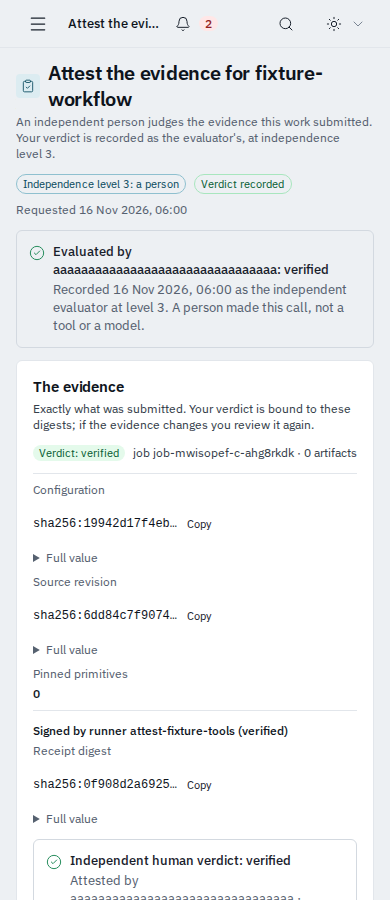 Attest the evi...
2
Attest the evidence for fixture-
workflow
An independent person judges the evidence this work submitted.
Your verdict is recorded as the evaluator's, at independence
level 3.
Independence level 3: a person
Verdict recorded
Requested 16 Nov 2026, 06:00
Evaluated by
aaaaaaaaaaaaaaaaaaaaaaaaaaaaaaaa: verified
Recorded 16 Nov 2026, 06:00 as the independent
evaluator at level 3. A person made this call, not a
tool or a model.
The evidence
Exactly what was submitted. Your verdict is bound to these
digests; if the evidence changes you review it again.
Verdict: verified job job-mwisopef-c-ahg8rkdk · 0 artifacts
Configuration
sha256:19942d17f4eb… Copy
Full value
Source revision
sha256:6dd84c7f9074… Copy
Full value
Pinned primitives
0
Signed by runner attest-fixture-tools (verified)
Receipt digest
sha256:0f908d2a6925… Copy
Full value
Independent human verdict: verified
Attested by